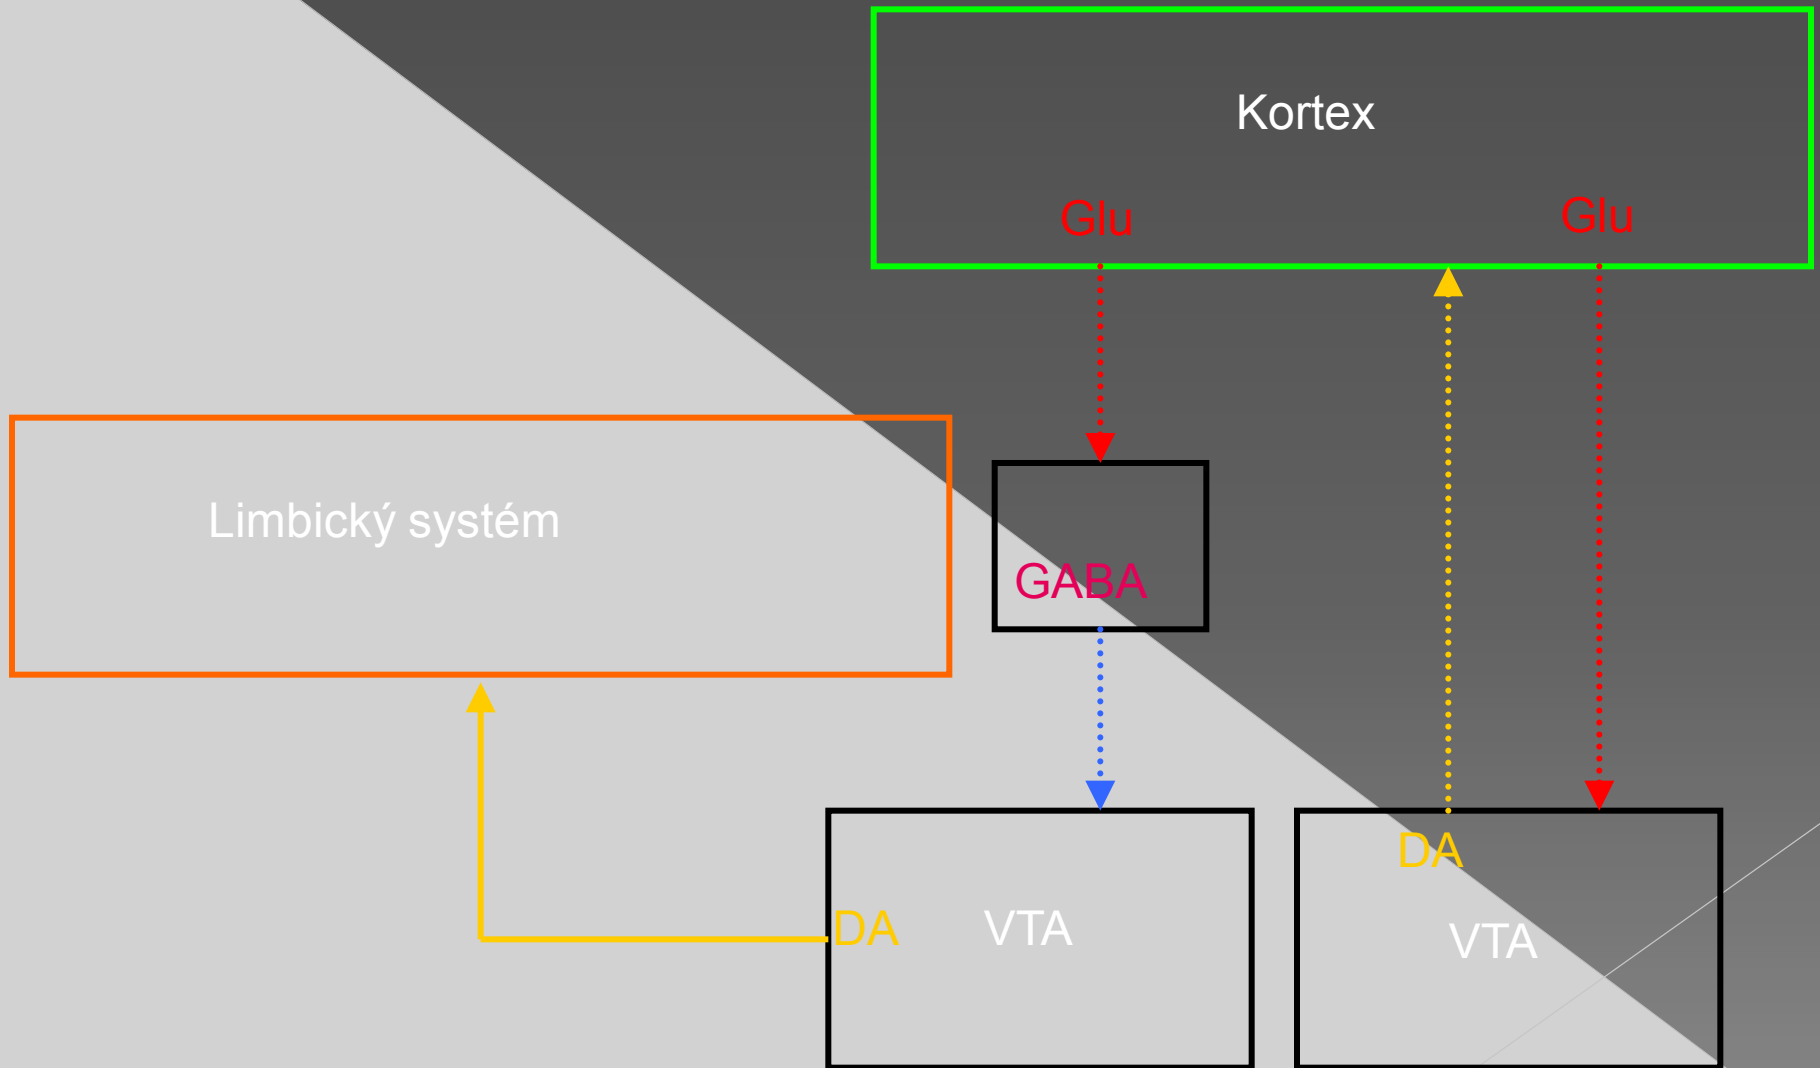 Kortex
Glu
Glu
Limbický systém
GABA
DA
DA
VTA
VTA